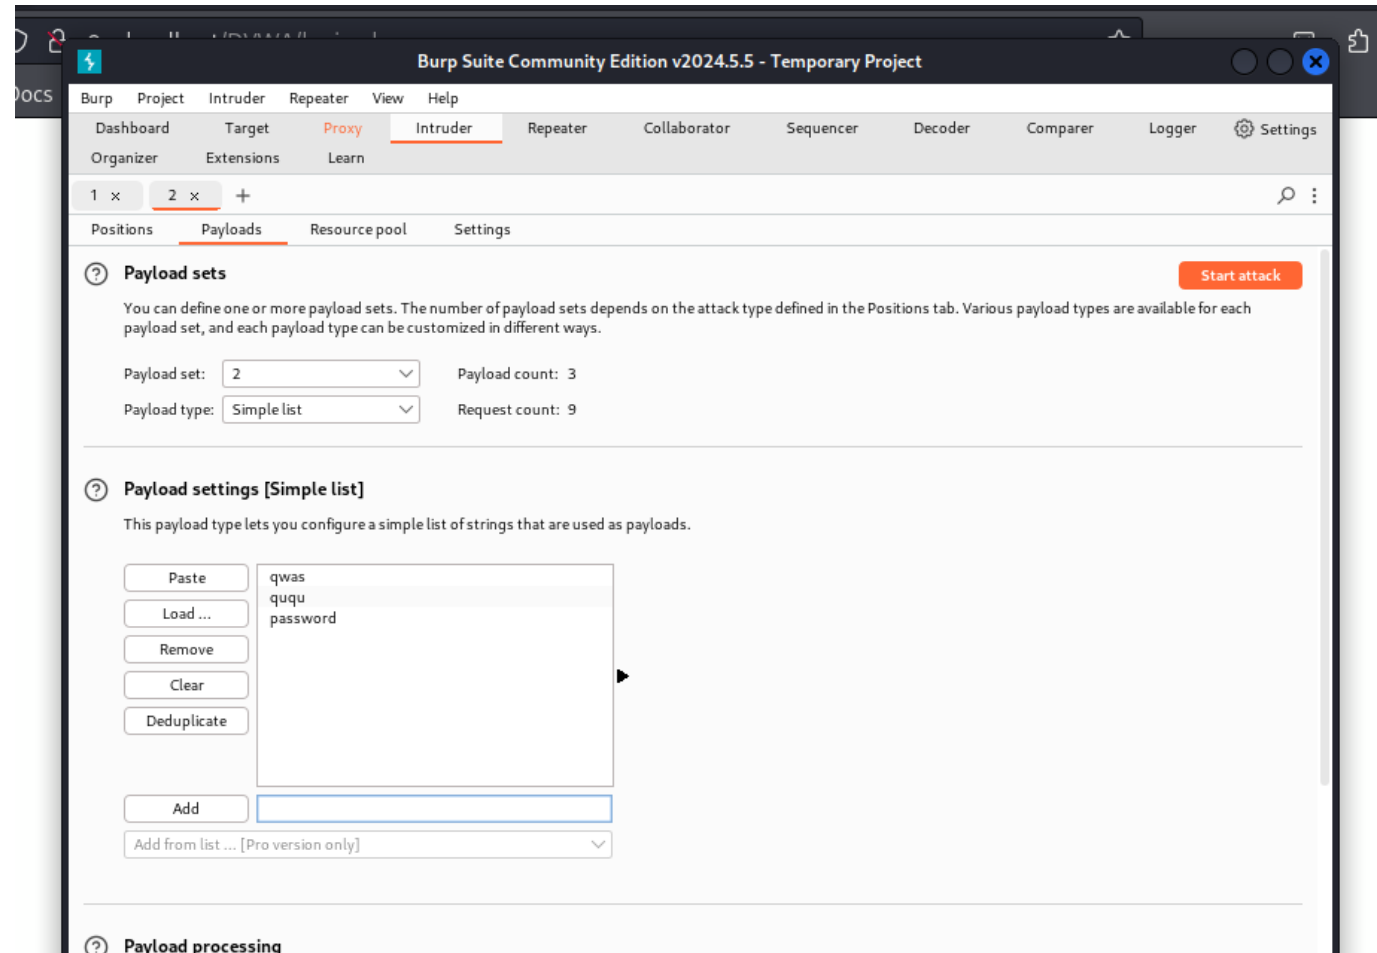 Docs
Burp Suite Community Edition v2024.5.5 - Temporary Project
Burp Project Intruder Repeater View Help
Dashboard Target Proxy Intruder Repeater Collaborator Sequencer Decoder Comparer Logger Settings
Organizer Extensions Learn
1 × 2 × +
Positions Payloads Resource pool Settings
? Payload sets
Start attack
You can define one or more payload sets. The number of payload sets depends on the attack type defined in the Positions tab. Various payload types are available for each
payload set, and each payload type can be customized in different ways.
Payload set: 2 Payload count: 3
Payload type: Simple list Request count: 9
? Payload settings [Simple list]
This payload type lets you configure a simple list of strings that are used as payloads.
Paste
Load ...
Remove
Clear
Deduplicate
qwas
ququ
password
Add
Add from list ... [Pro version only]
? Payload processing